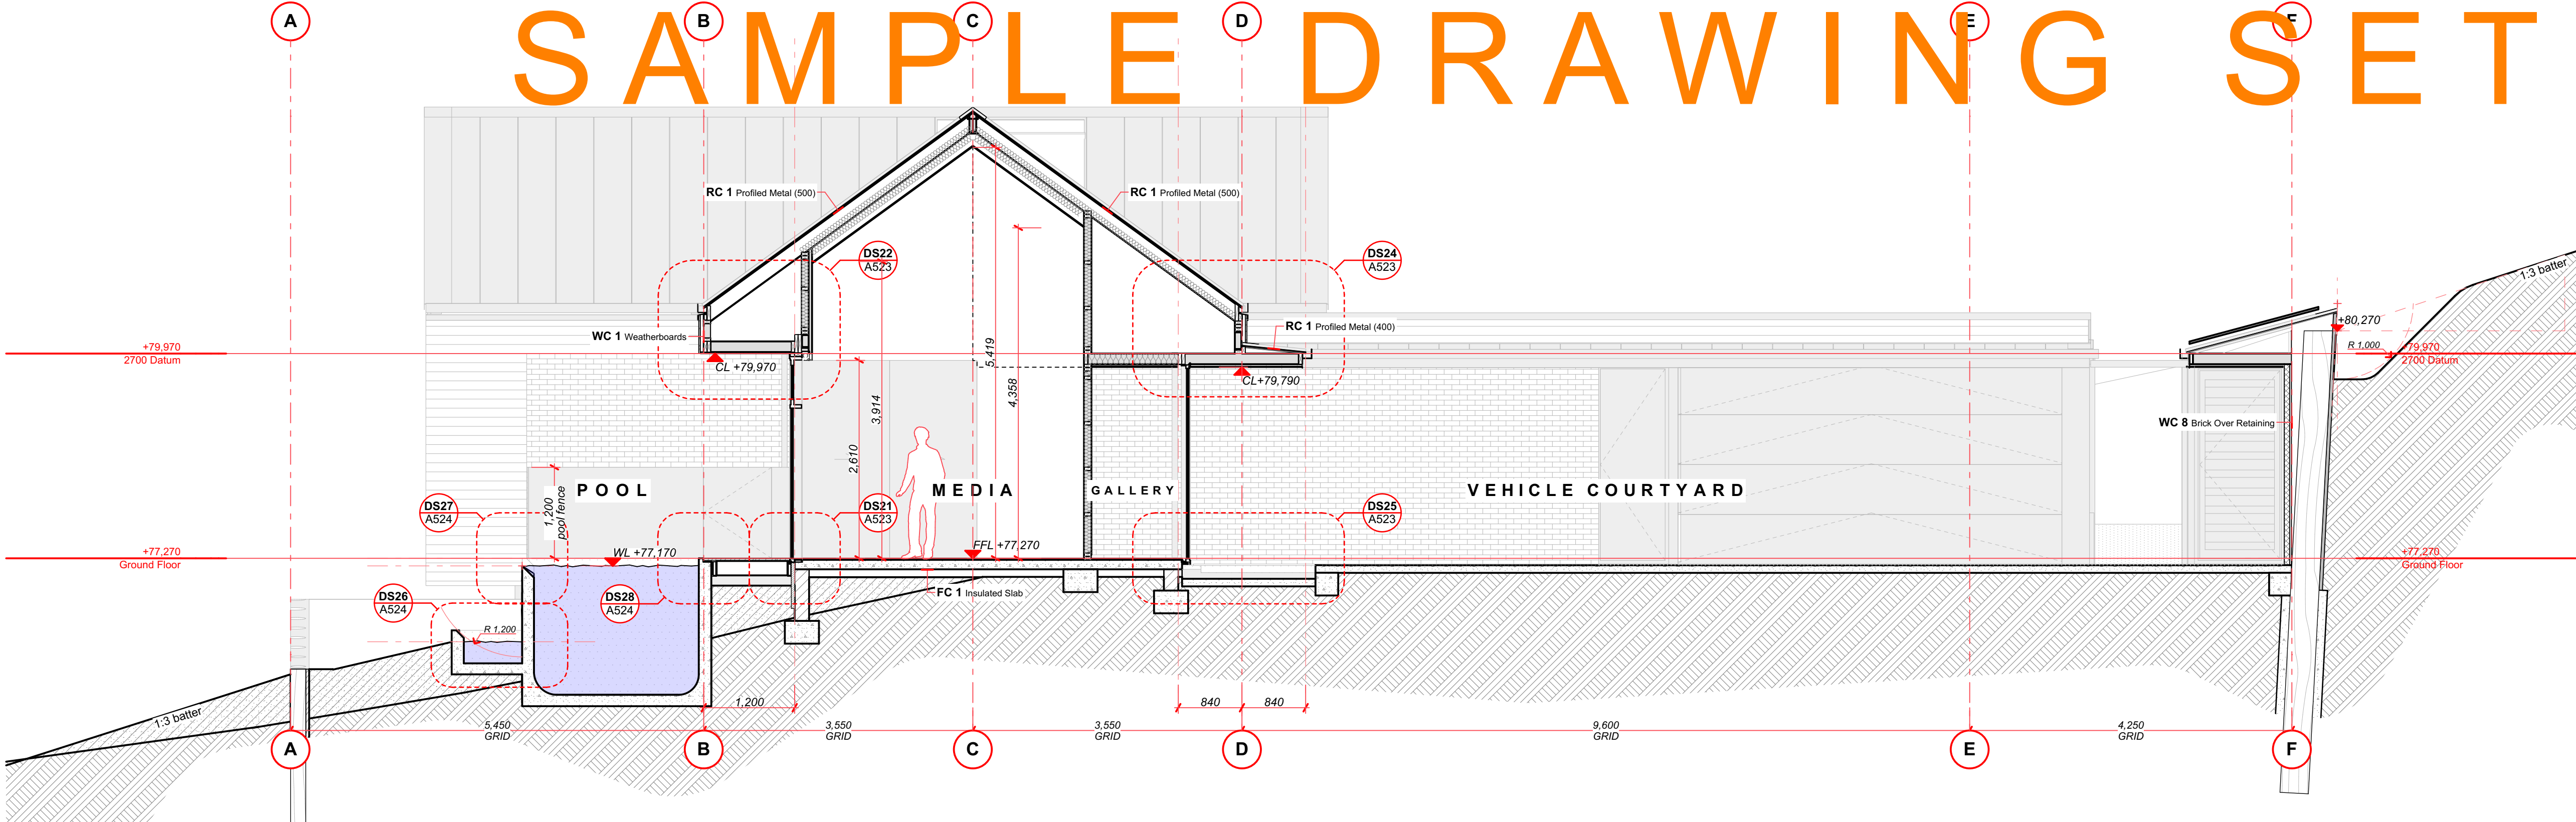 SAMPLE DRAWING SET
A
B
C
D
E
F
RC 1 Profiled Metal (500)
RC 1 Profiled Metal (500)
DS22
A523
DS24
A523
1:3 batter
WC 1 Weatherboards
RC 1 Profiled Metal (400)
+80,270
+79,970
2700 Datum
R 1,000
+79,970
2700 Datum
CL +79,970
CL+79,790
5,419
4,358
3,914
2,610
WC 8 Brick Over Retaining
POOL
MEDIA
GALLERY
VEHICLE COURTYARD
1,200
pool fence
DS27
A524
DS21
A523
DS25
A523
WL +77,170
FFL +77,270
+77,270
Ground Floor
+77,270
Ground Floor
DS26
A524
DS28
A524
FC 1 Insulated Slab
R 1,200
1:3 batter
1,200
840
840
5,450
GRID
3,550
GRID
3,550
GRID
9,600
GRID
4,250
GRID
A
B
C
D
E
F